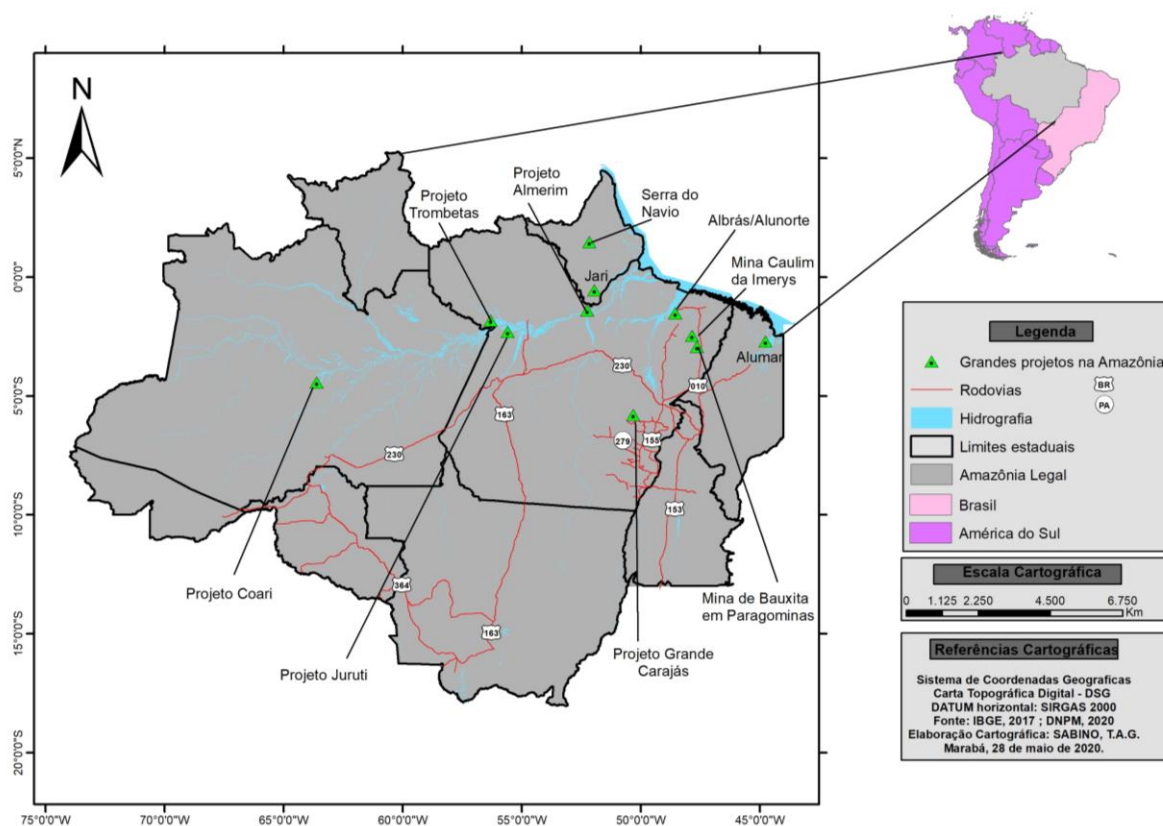 N
5°0'0"N
0°0'0"
5°0'0"S
10°0'0"S
15°0'0"S
20°0'0"S
75°0'0"W
70°0'0"W
65°0'0"W
60°0'0"W
55°0'0"W
50°0'0"W
45°0'0"W
Projeto
Trombetas
Projeto
Almerim
Serra do
Navio
Jari
Albrás/Alunorte
Mina Caulim
da Imerys
Alumar
230
010
163
279
155
230
153
364
163
Projeto Coari
Projeto Juruti
Projeto Grande
Carajás
Mina de Bauxita
em Paragominas
Legenda
Grandes projetos na Amazônia
Rodovias
BR
PA
Hidrografia
Limites estaduais
Amazônia Legal
Brasil
América do Sul
Escala Cartográfica
0 1.125 2.250 4.500 6.750
Km
Referências Cartográficas
Sistema de Coordenadas Geograficas
Carta Topográfica Digital - DSG
DATUM horizontal: SIRGAS 2000
Fonte: IBGE, 2017 ; DNPM, 2020
Elaboração Cartográfica: SABINO, T.A.G.
Marabá, 28 de maio de 2020.